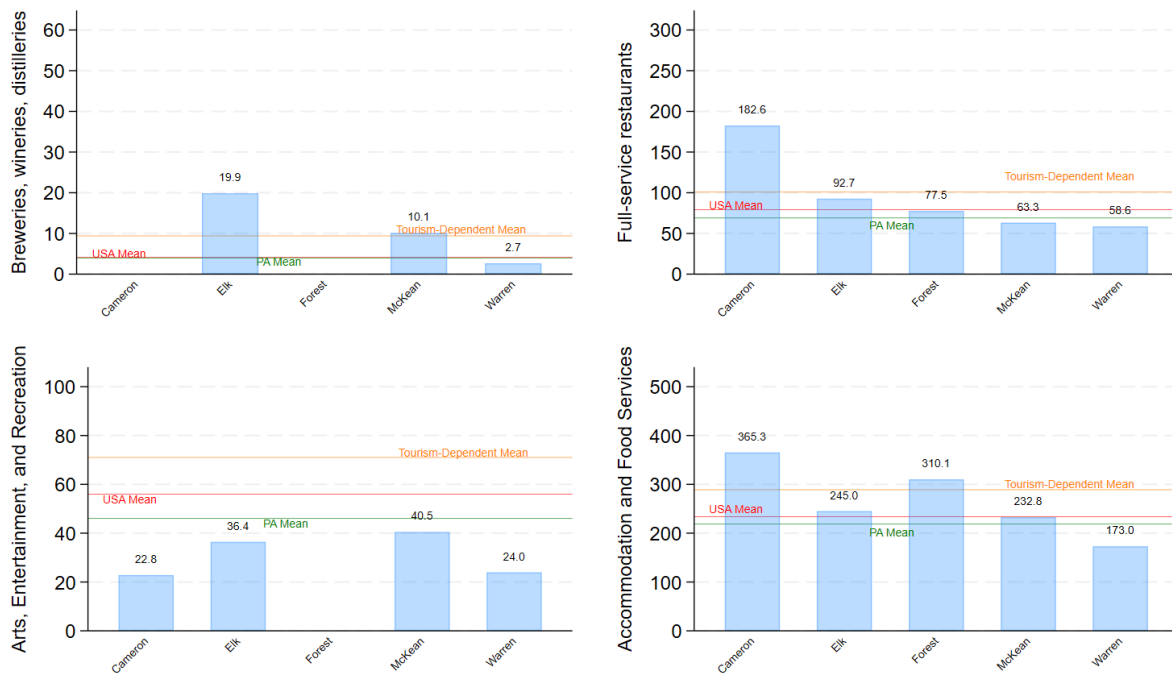 Breweries, wineries, distilleries
60
50
40
30
20
10
0
19.9
10.1
2.7
Tourism-Dependent Mean
USA Mean
PA Mean
Cameron
Elk
Forest
McKean
Warren
Full-service restaurants
300
250
200
150
100
50
0
182.6
92.7
77.5
63.3
58.6
Tourism-Dependent Mean
USA Mean
PA Mean
Cameron
Elk
Forest
McKean
Warren
Arts, Entertainment, and Recreation
100
80
60
40
20
0
22.8
36.4
40.5
24.0
Tourism-Dependent Mean
USA Mean
PA Mean
Cameron
Elk
Forest
McKean
Warren
Accommodation and Food Services
500
400
300
200
100
0
365.3
245.0
310.1
232.8
173.0
Tourism-Dependent Mean
USA Mean
PA Mean
Cameron
Elk
Forest
McKean
Warren